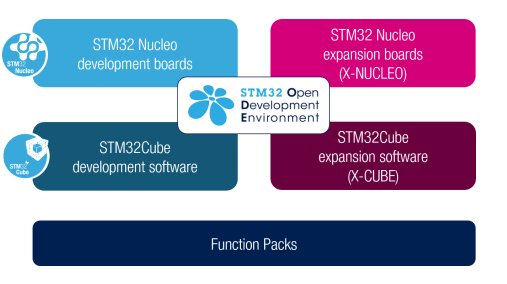 STM32 Nucleo
development boards
STM32
Nucleo
STM32 Nucleo
expansion boards
(X-NUCLEO)
STM32 Open
Development
Environment
STM32Cube
development software
STM32
Cube
STM32Cube
expansion software
(X-CUBE)
Function Packs